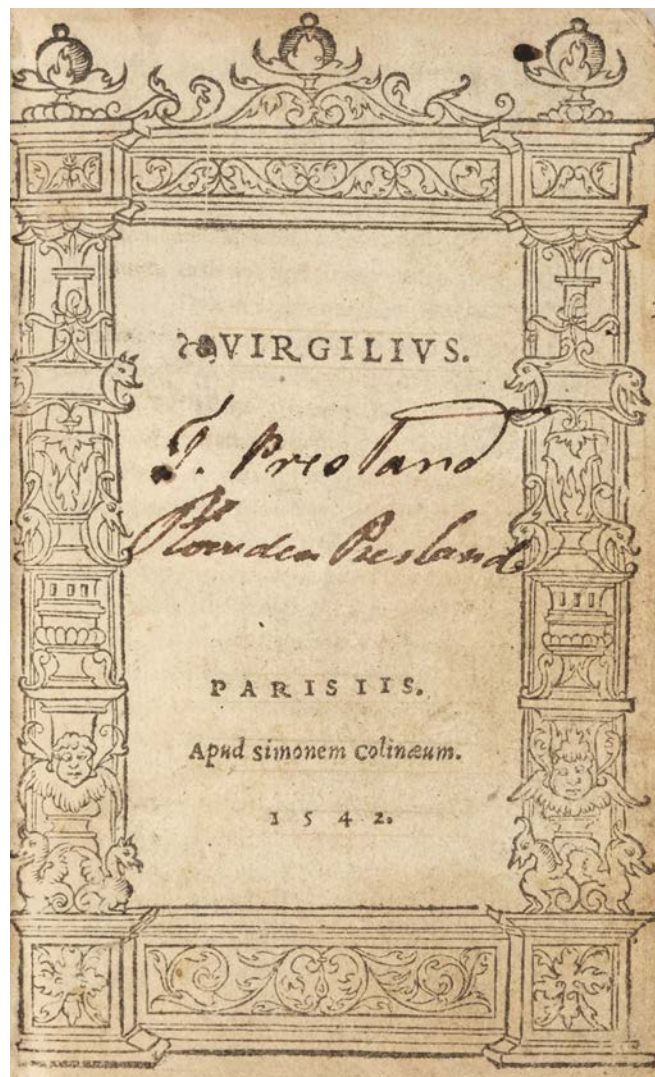 VIRGILIVS.
J. Presland
Plowden Presland
PARISIIS.
Apud simonem Colinæum.
1542.